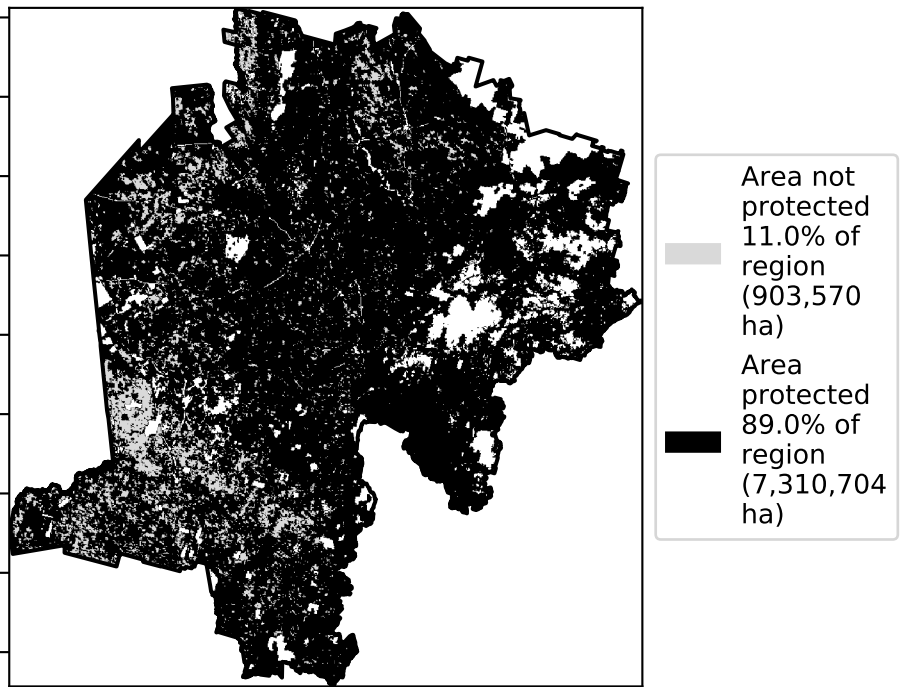 Area not
protected
11.0% of
region
(903,570
ha)
Area
protected
89.0% of
region
(7,310,704
ha)